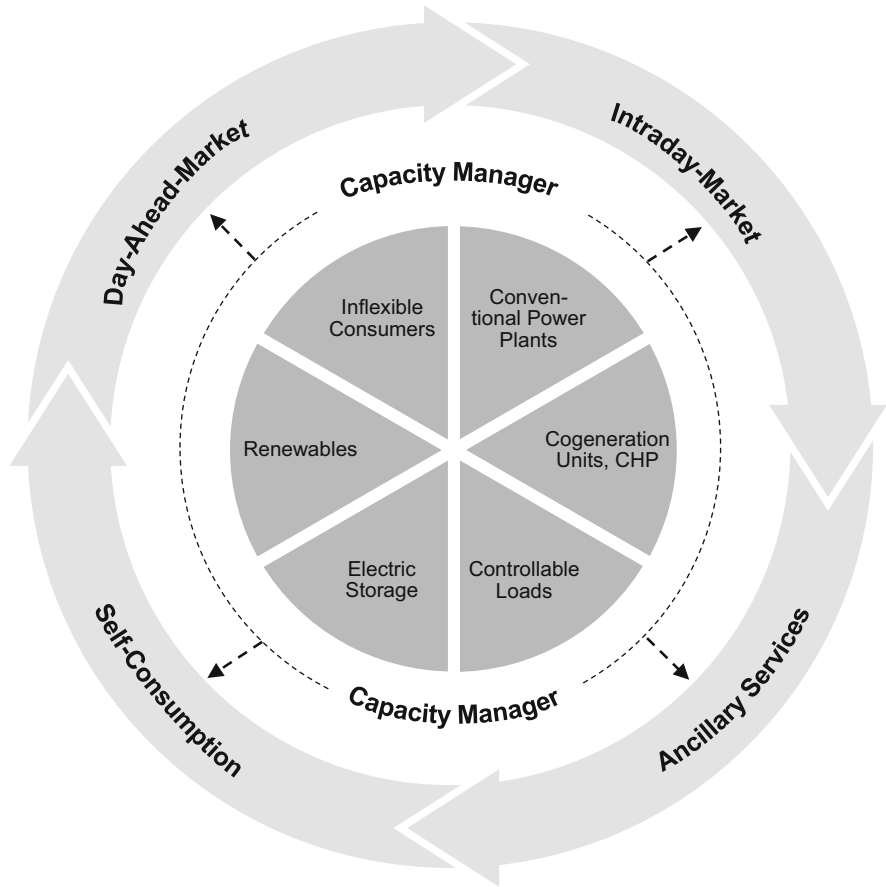 Day-Ahead-Market
Intraday-Market
Capacity Manager
Inflexible
Consumers
Conven-
tional Power
Plants
Renewables
Cogeneration
Units, CHP
Electric
Storage
Controllable
Loads
Capacity Manager
Self-Consumption
Ancillary Services